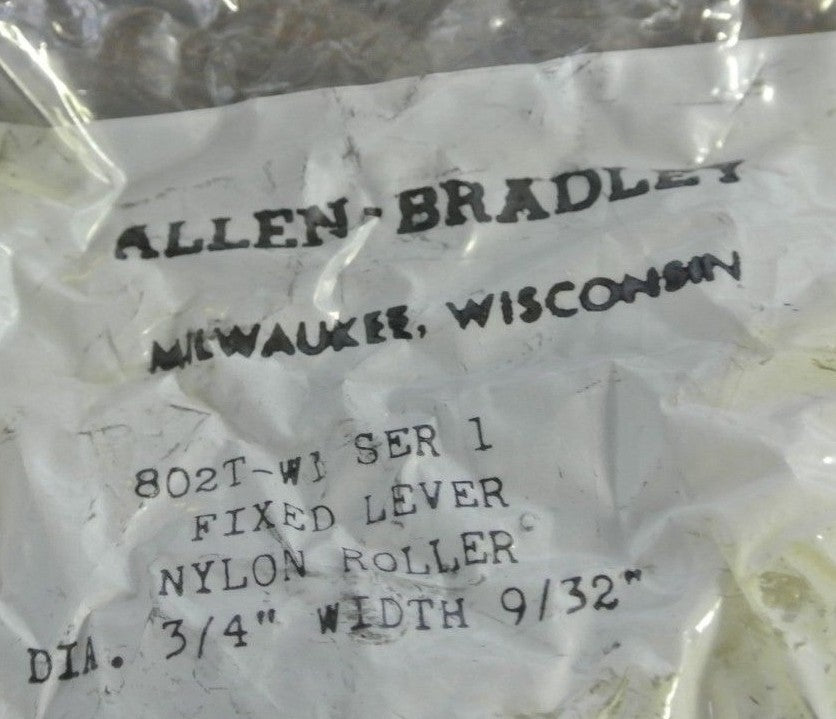 ALLEN-BRADLEY
MILWAUKEE, WISCONSIN
802T-W1 SER 1
FIXED LEVER
NYLON ROLLER
DIA. 3/4" WIDTH 9/32"